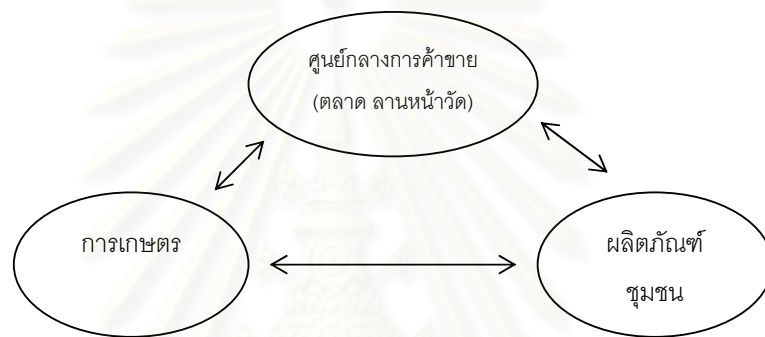 ศูนย์กลางการค้าขาย
(ตลาด ลานหน้าวัด)
การเกษตร
ผลิตภัณฑ์
ชุมชน